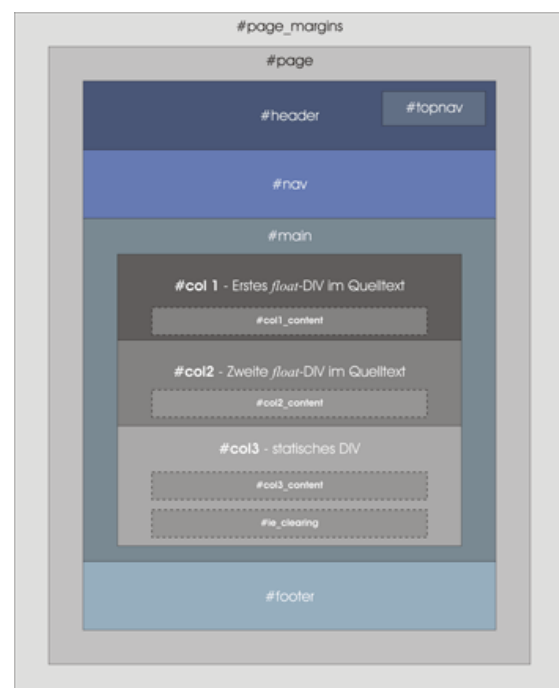 #page_margins
#page
#header
#topnav
#nav
#main
#col 1 - Erstes float-DIV im Quelltext
#col1_content
#col2 - Zweite float-DIV im Quelltext
#col2_content
#col3 - statisches DIV
#col3_content
#ie_clearing
#footer